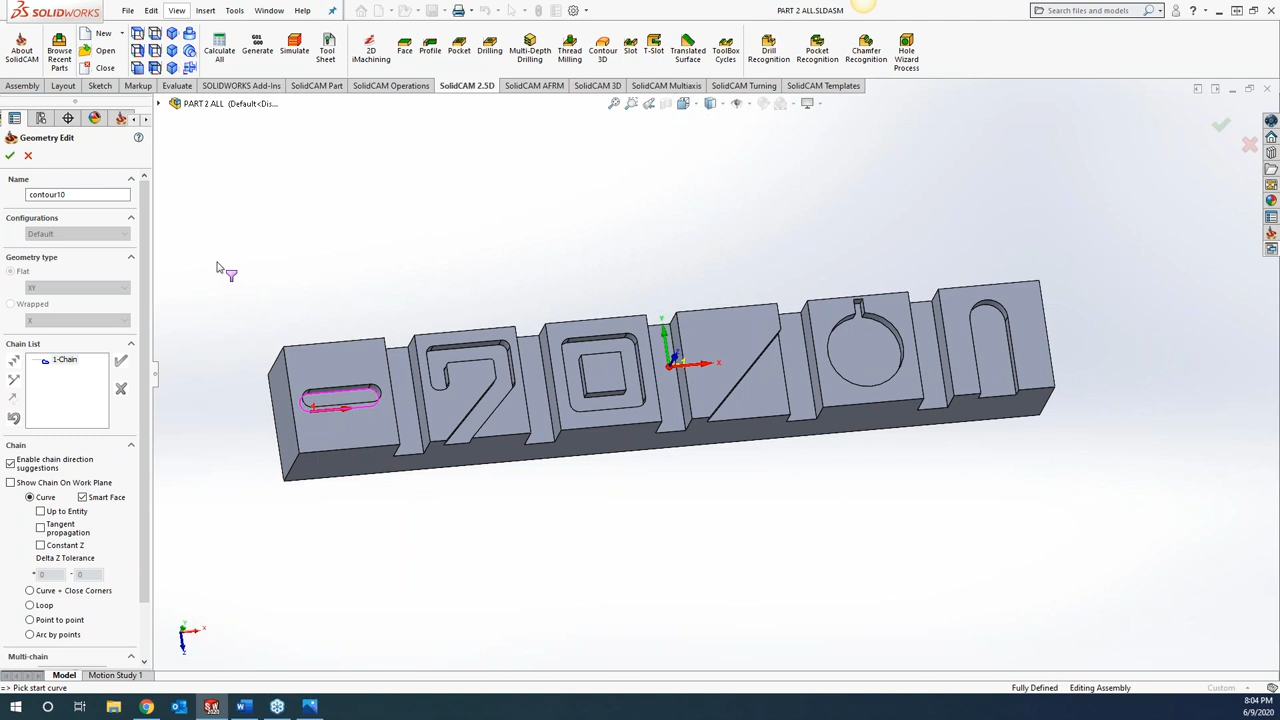 SOLIDWORKS File Edit View Insert Tools Window Help PART 2 ALL.SLDASM Search files and models
About SolidCAM
Browse Recent Parts
New
Open
Close
Calculate All
Generate
Simulate
Tool Sheet
2D iMachining
Face
Profile
Pocket
Drilling
Multi-Depth Drilling
Thread Milling
Contour 3D
Slot
T-Slot
Translated Surface
ToolBox Cycles
Drill Recognition
Pocket Recognition
Chamfer Recognition
Hole Wizard Process
Assembly Layout Sketch Markup Evaluate SOLIDWORKS Add-Ins SolidCAM Part SolidCAM Operations SolidCAM 2.5D SolidCAM AFRM SolidCAM 3D SolidCAM Multiaxis SolidCAM Turning SolidCAM Templates
PART 2 ALL (Default<Dis...
Geometry Edit
Name
contour10
Configurations
Default
Geometry type
Flat
XY
Wrapped
X
Chain List
1-Chain
Chain
Enable chain direction suggestions
Show Chain On Work Plane
Curve Smart Face
Up to Entity
Tangent propagation
Constant Z
Delta Z Tolerance
+ 0 - 0
Curve + Close Corners
Loop
Point to point
Arc by points
Multi-chain
Model Motion Study 1
=> Pick start curve Fully Defined Editing Assembly Custom
8:04 PM
6/9/2020